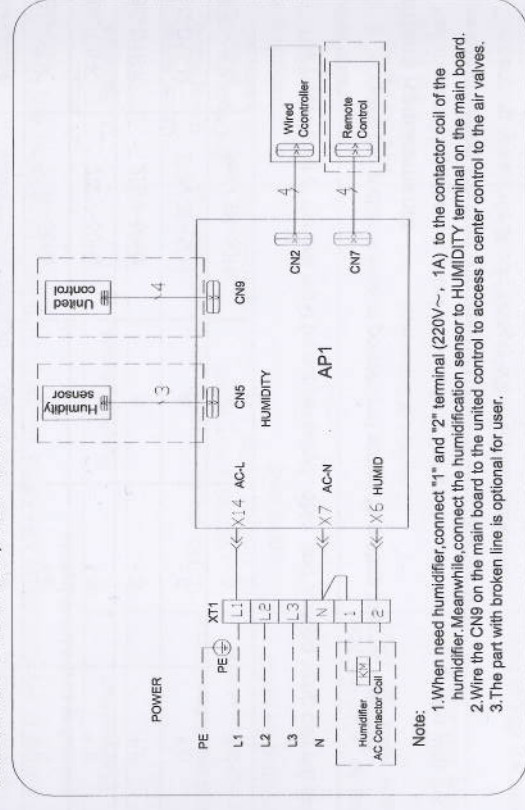 United
control
Humidity
sensor
4
3
CN9
CN5
HUMIDITY
Wired
Ccontroller
4
CN2
Remote
Control
4
CN7
AP1
X14 AC-L
X7 AC-N
X6 HUMID
POWER
XT1
PE
PE
L1
L1
L2
L2
L3
L3
N
N
1
2
Humidifier
KM
AC Contactor Coil
Note:
1.When need humidifier,connect "1" and "2" terminal (220V~, 1A) to the contactor coil of the
humidifier.Meanwhile,connect the humidification sensor to HUMIDITY terminal on the main board.
2.Wire the CN9 on the main board to the united control to access a center control to the air valves.
3.The part with broken line is optional for user.